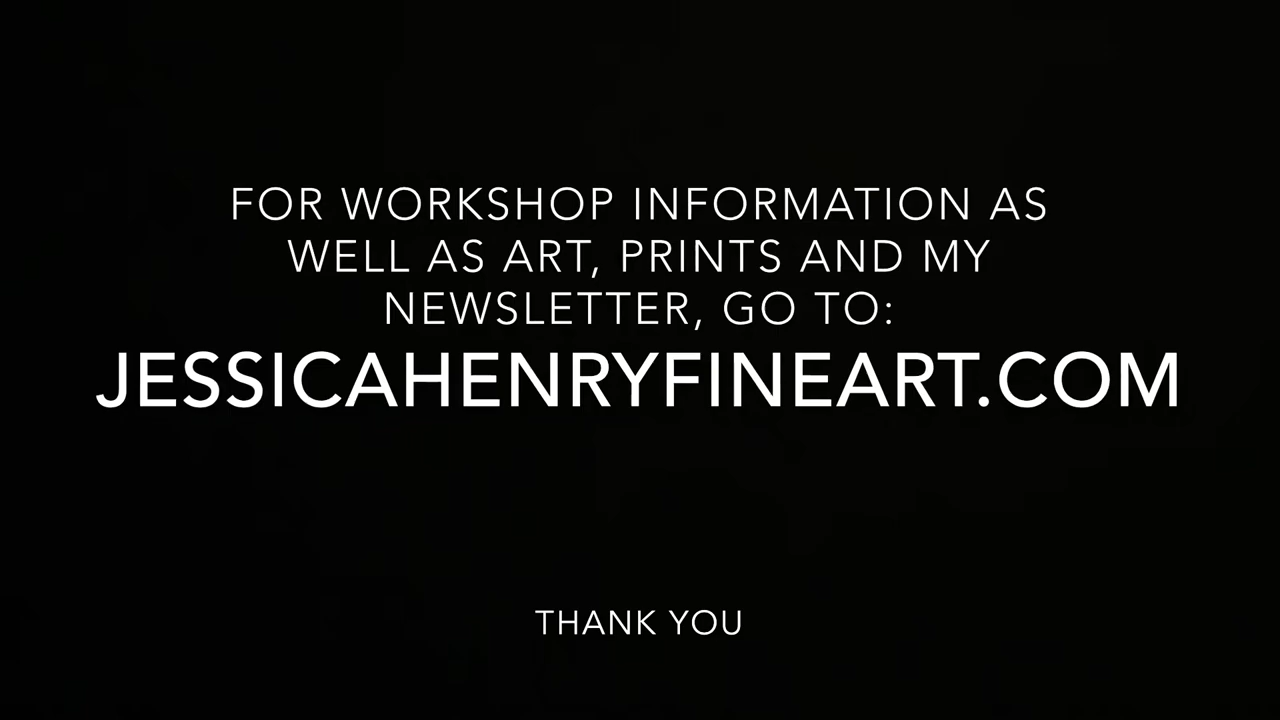 FOR WORKSHOP INFORMATION AS
WELL AS ART, PRINTS AND MY
NEWSLETTER, GO TO:
JESSICAHENRYFINEART.COM
THANK YOU